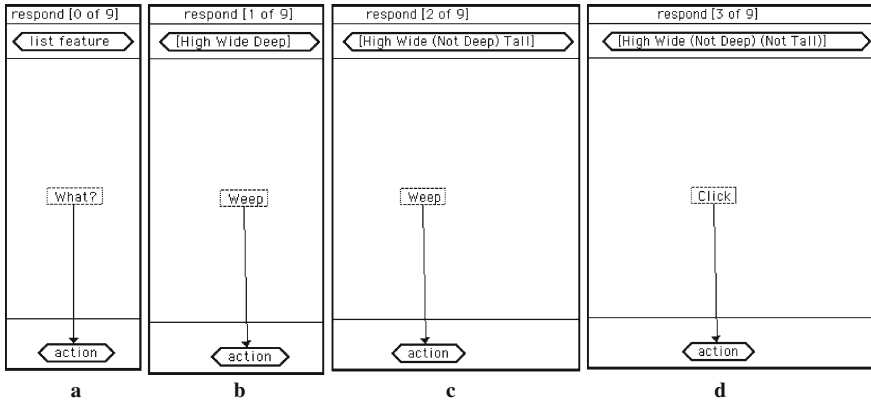 respond [0 of 9]
list feature
What?
action
a
respond [1 of 9]
[High Wide Deep]
Weep
action
b
respond [2 of 9]
[High Wide (Not Deep) Tall]
Weep
action
c
respond [3 of 9]
[High Wide (Not Deep) (Not Tall)]
Click
action
d